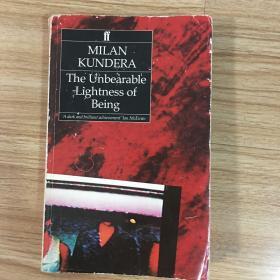 ff
MILAN
KUNDERA
The Unbearable
Lightness of
Being
'A dark and brilliant achievement' Ian McEwan